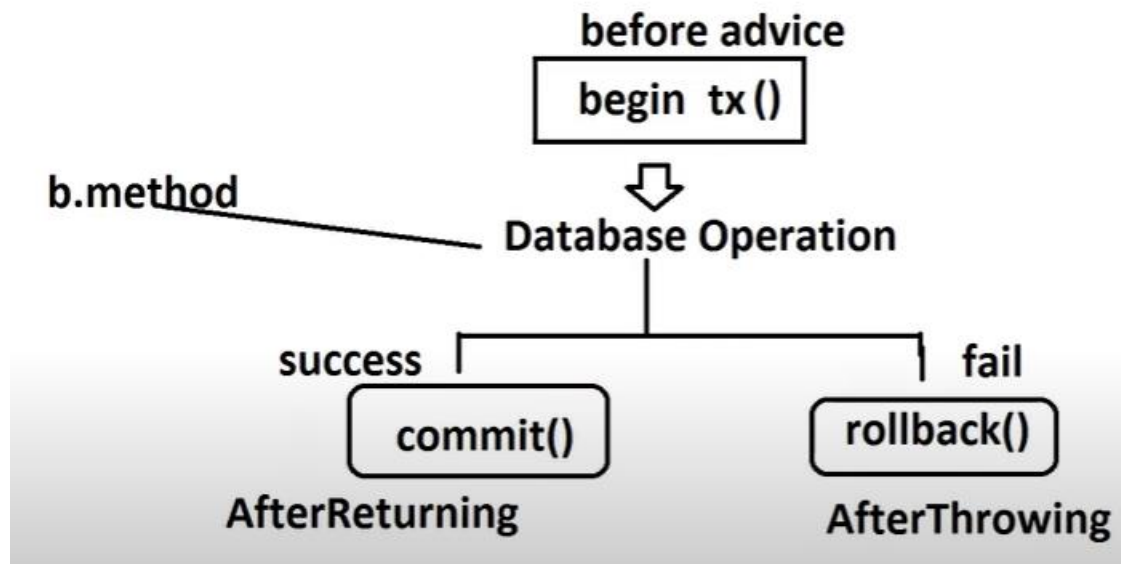 before advice
begin tx()
b.method
Database Operation
success
fail
commit()
rollback()
AfterReturning
AfterThrowing